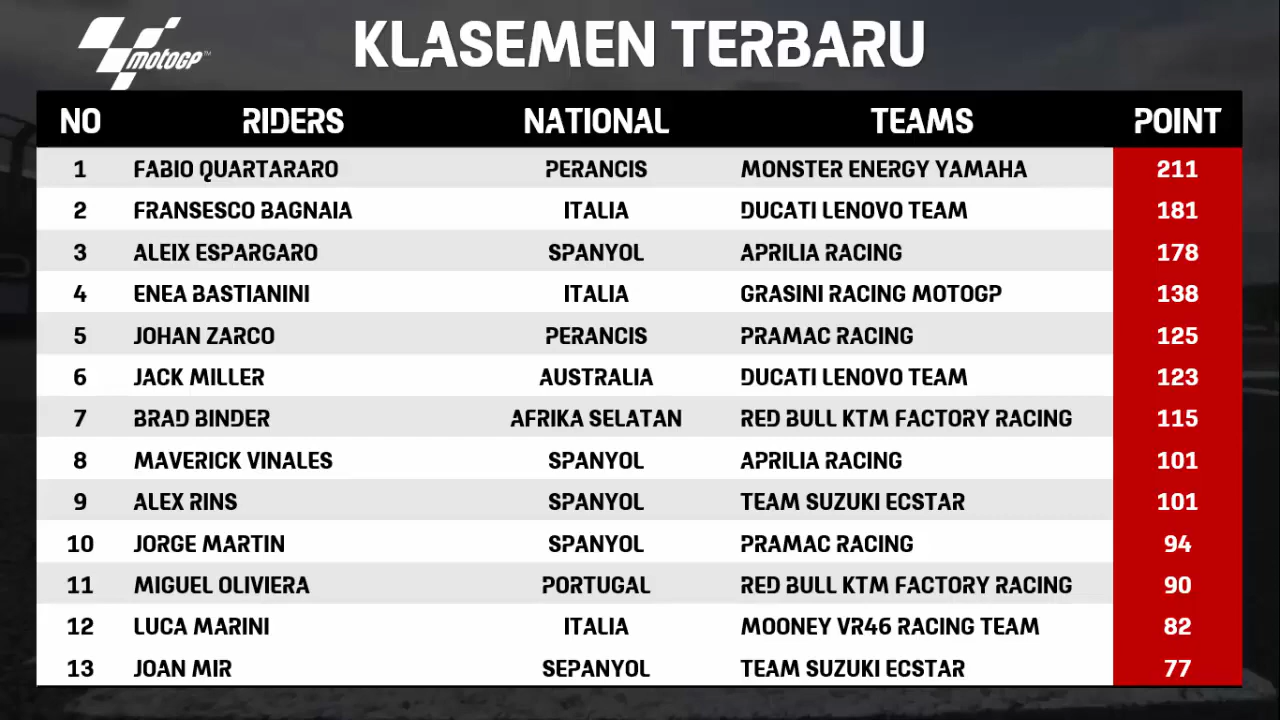 motoGP™
KLASEMEN TERBARU
NO RIDERS NATIONAL TEAMS POINT
1 FABIO QUARTARARO PERANCIS MONSTER ENERGY YAMAHA 211
2 FRANSESCO BAGNAIA ITALIA DUCATI LENOVO TEAM 181
3 ALEIX ESPARGARO SPANYOL APRILIA RACING 178
4 ENEA BASTIANINI ITALIA GRASINI RACING MOTOGP 138
5 JOHAN ZARCO PERANCIS PRAMAC RACING 125
6 JACK MILLER AUSTRALIA DUCATI LENOVO TEAM 123
7 BRAD BINDER AFRIKA SELATAN RED BULL KTM FACTORY RACING 115
8 MAVERICK VINALES SPANYOL APRILIA RACING 101
9 ALEX RINS SPANYOL TEAM SUZUKI ECSTAR 101
10 JORGE MARTIN SPANYOL PRAMAC RACING 94
11 MIGUEL OLIVIERA PORTUGAL RED BULL KTM FACTORY RACING 90
12 LUCA MARINI ITALIA MOONEY VR46 RACING TEAM 82
13 JOAN MIR SEPANYOL TEAM SUZUKI ECSTAR 77